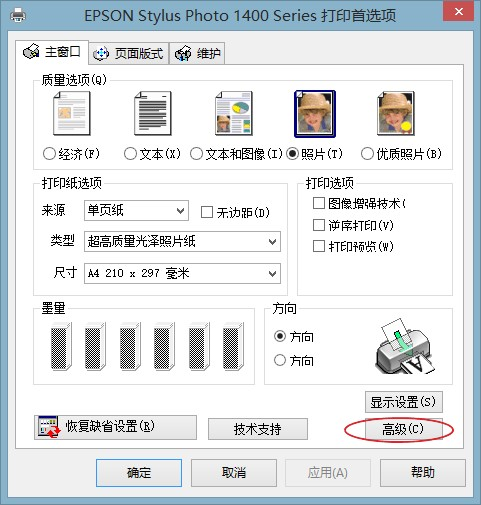 EPSON Stylus Photo 1400 Series 打印首选项
主窗口 页面版式 维护
质量选项(Q)
经济(F) 文本(X) 文本和图像(I) 照片(T) 优质照片(B)
打印纸选项 打印选项
来源 单页纸 无边距(D) 图像增强技术(
类型 超高质量光泽照片纸 逆序打印(V)
打印预览(W)
尺寸 A4 210 x 297 毫米
墨量 方向
方向
方向
显示设置(S)
恢复缺省设置(R) 技术支持 高级(C)
确定 取消 应用(A) 帮助